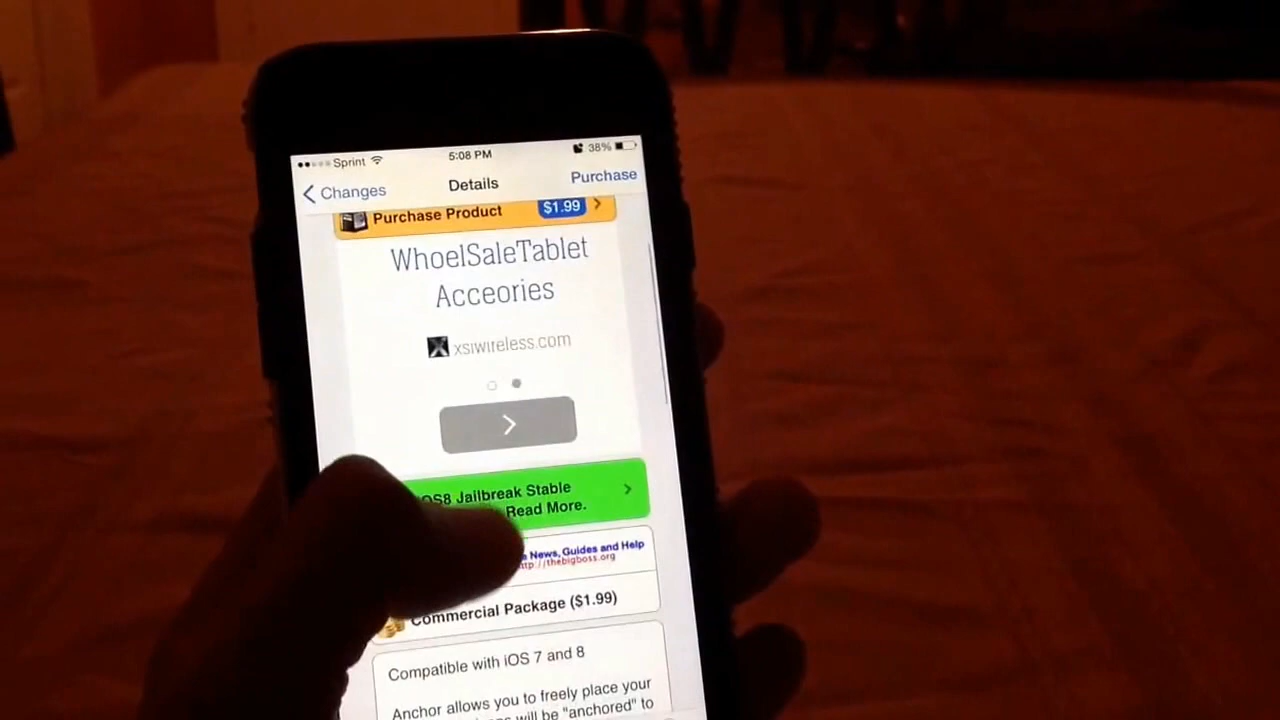 Sprint 5:08 PM 38%
Changes Details Purchase
Purchase Product $1.99
WhoelSaleTablet
Acceories
X xsiwireless.com
OS8 Jailbreak Stable
Read More.
News, Guides and Help
http://thebigboss.org
Commercial Package ($1.99)
Compatible with iOS 7 and 8
Anchor allows you to freely place your
will be "anchored" to